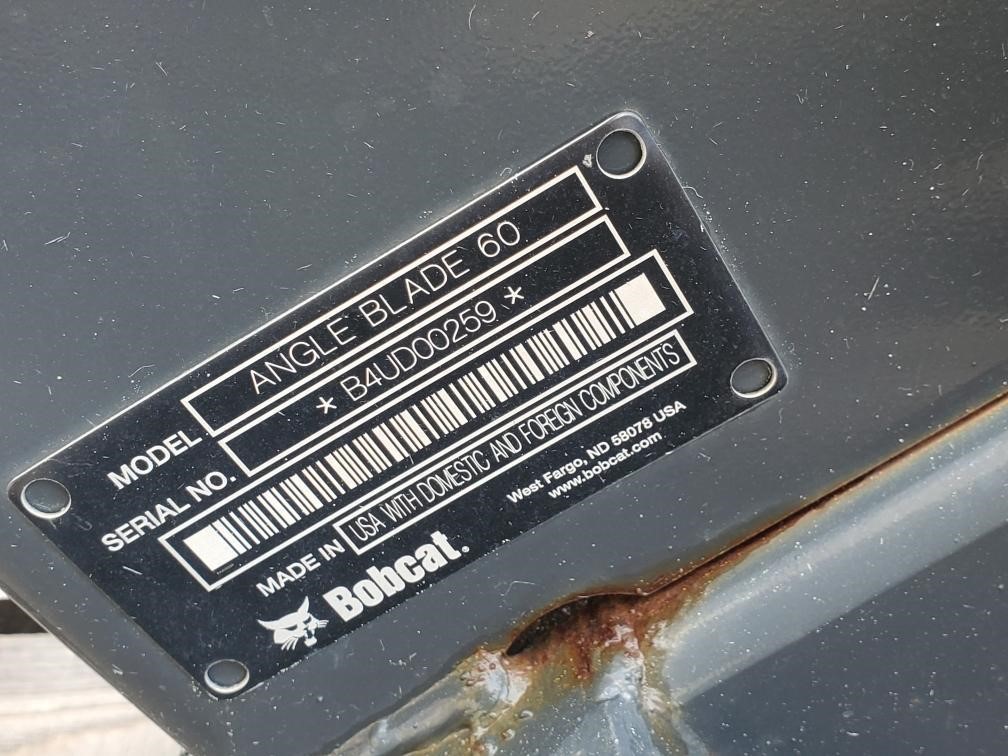 MODEL ANGLE BLADE 60
SERIAL NO. * B4UD00259 *
MADE IN USA WITH DOMESTIC AND FOREIGN COMPONENTS
Bobcat.
West Fargo, ND 58078 USA
www.bobcat.com